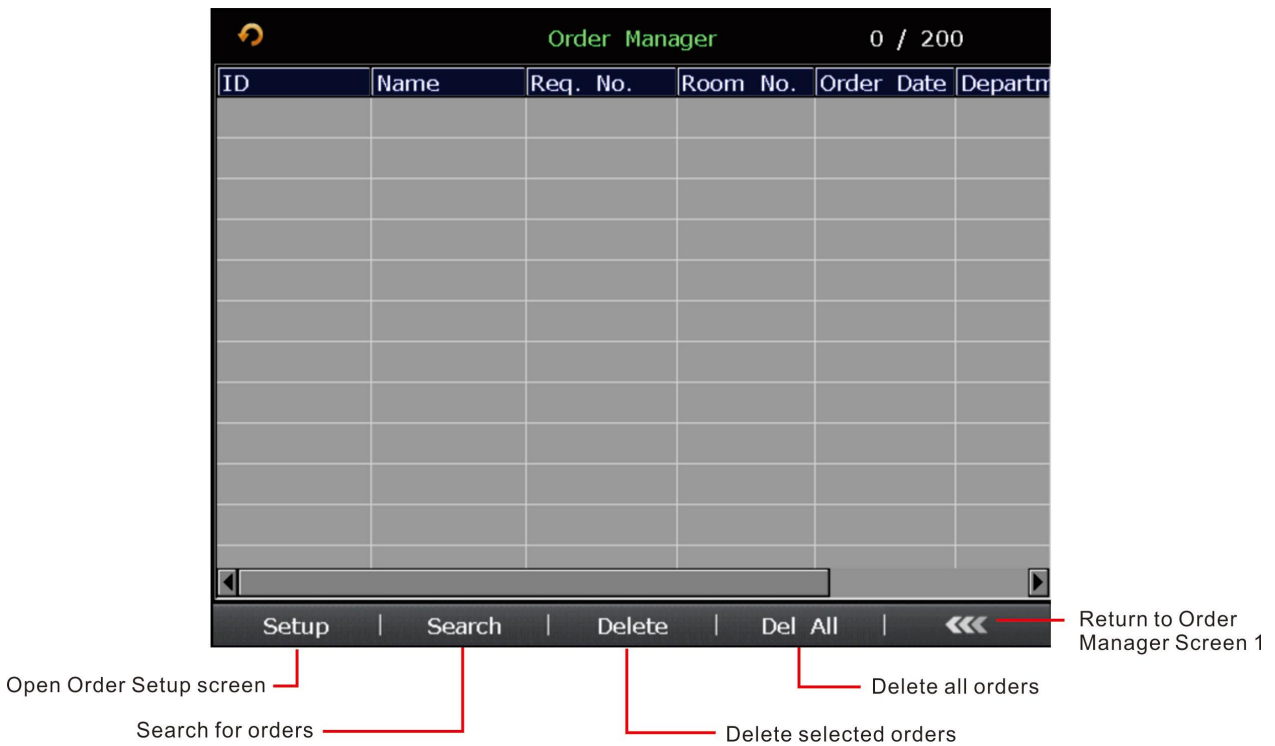 Order Manager 0 / 200
ID Name Req. No. Room No. Order Date Departm
Setup | Search | Delete | Del All |
Return to Order
Manager Screen 1
Open Order Setup screen
Delete all orders
Search for orders
Delete selected orders